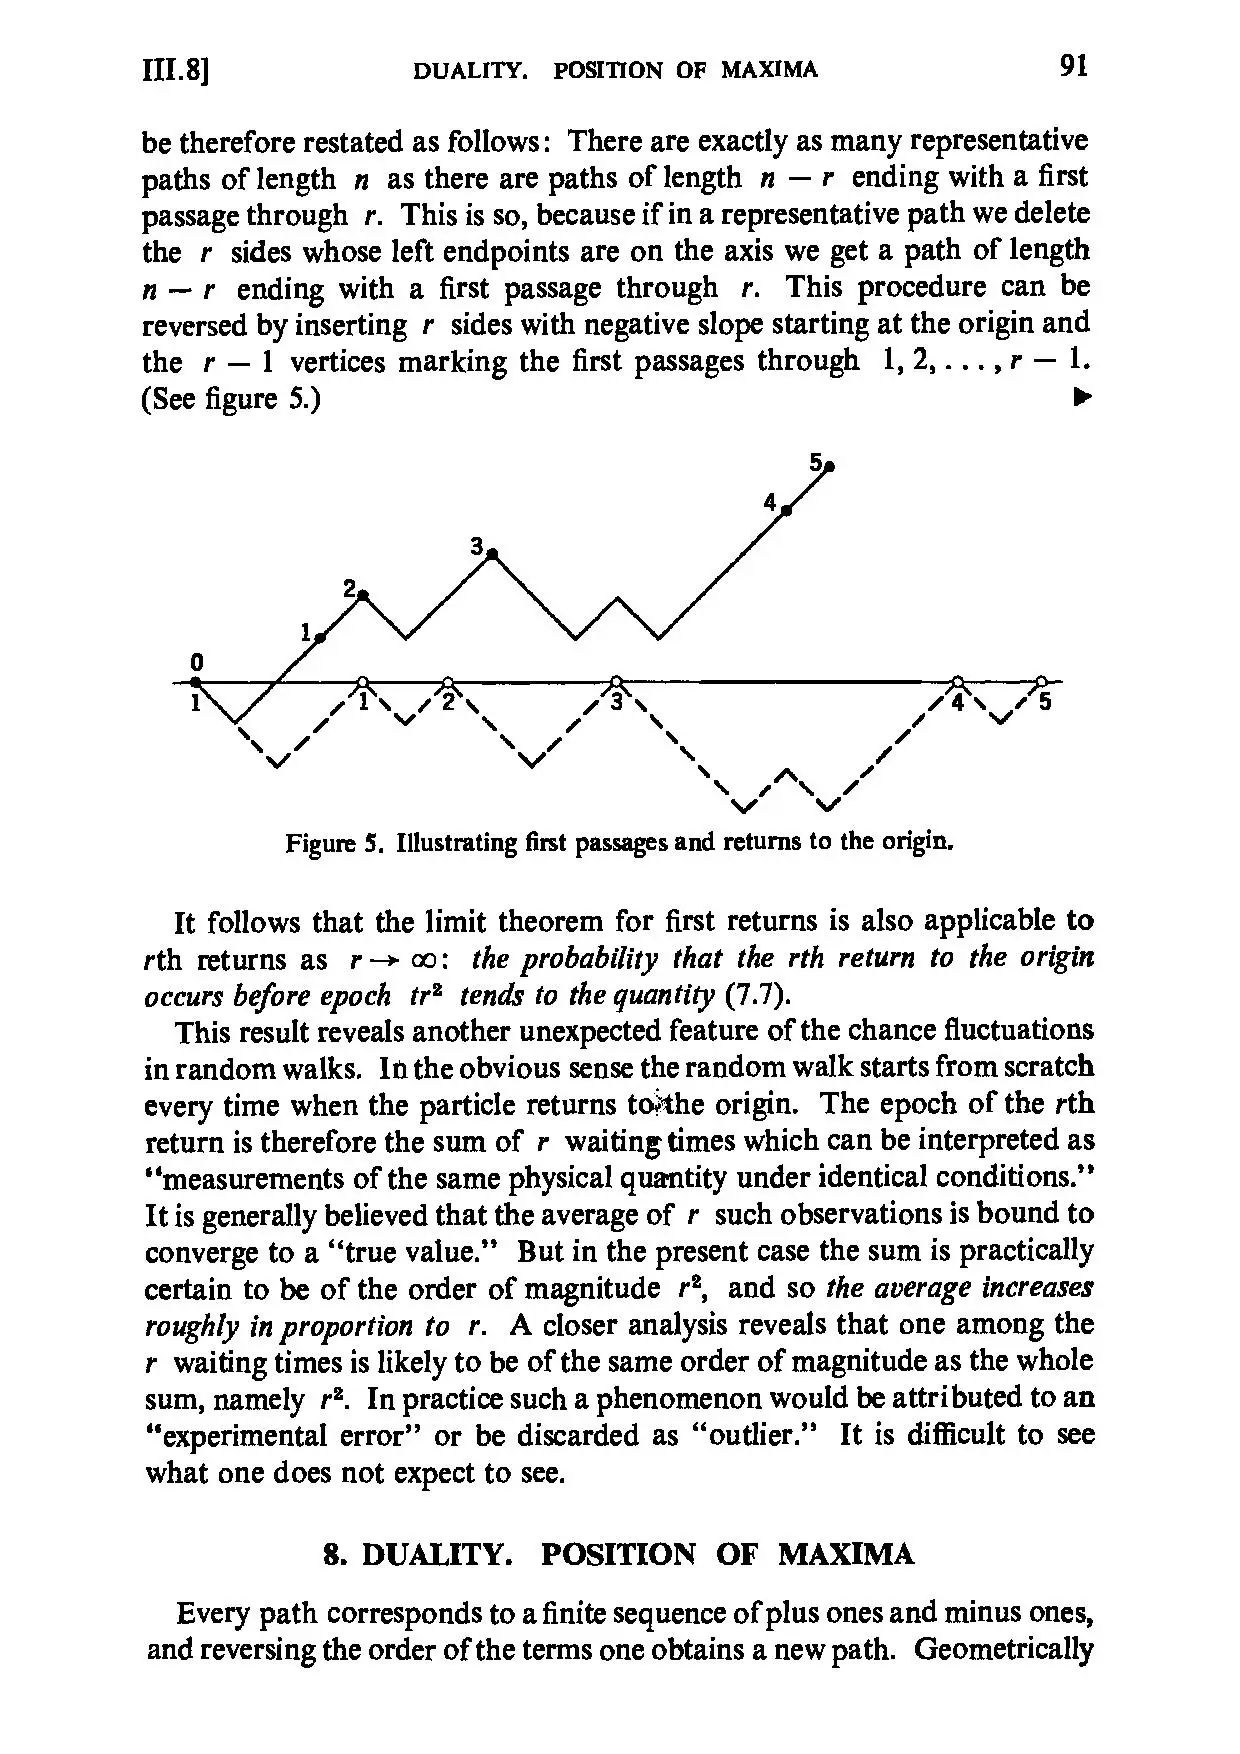 III.8] DUALITY. POSITION OF MAXIMA 91
be therefore restated as follows: There are exactly as many representative
paths of length n as there are paths of length n − r ending with a first
passage through r. This is so, because if in a representative path we delete
the r sides whose left endpoints are on the axis we get a path of length
n − r ending with a first passage through r. This procedure can be
reversed by inserting r sides with negative slope starting at the origin and
the r − 1 vertices marking the first passages through 1, 2, . . . , r − 1.
(See figure 5.) ►
5
4
3
2
1
0
1 1 2 3 4 5
Figure 5. Illustrating first passages and returns to the origin.
It follows that the limit theorem for first returns is also applicable to
rth returns as r → ∞: the probability that the rth return to the origin
occurs before epoch tr² tends to the quantity (7.7).
This result reveals another unexpected feature of the chance fluctuations
in random walks. In the obvious sense the random walk starts from scratch
every time when the particle returns to the origin. The epoch of the rth
return is therefore the sum of r waiting times which can be interpreted as
“measurements of the same physical quantity under identical conditions.”
It is generally believed that the average of r such observations is bound to
converge to a “true value.” But in the present case the sum is practically
certain to be of the order of magnitude r², and so the average increases
roughly in proportion to r. A closer analysis reveals that one among the
r waiting times is likely to be of the same order of magnitude as the whole
sum, namely r². In practice such a phenomenon would be attributed to an
“experimental error” or be discarded as “outlier.” It is difficult to see
what one does not expect to see.
8. DUALITY. POSITION OF MAXIMA
Every path corresponds to a finite sequence of plus ones and minus ones,
and reversing the order of the terms one obtains a new path. Geometrically